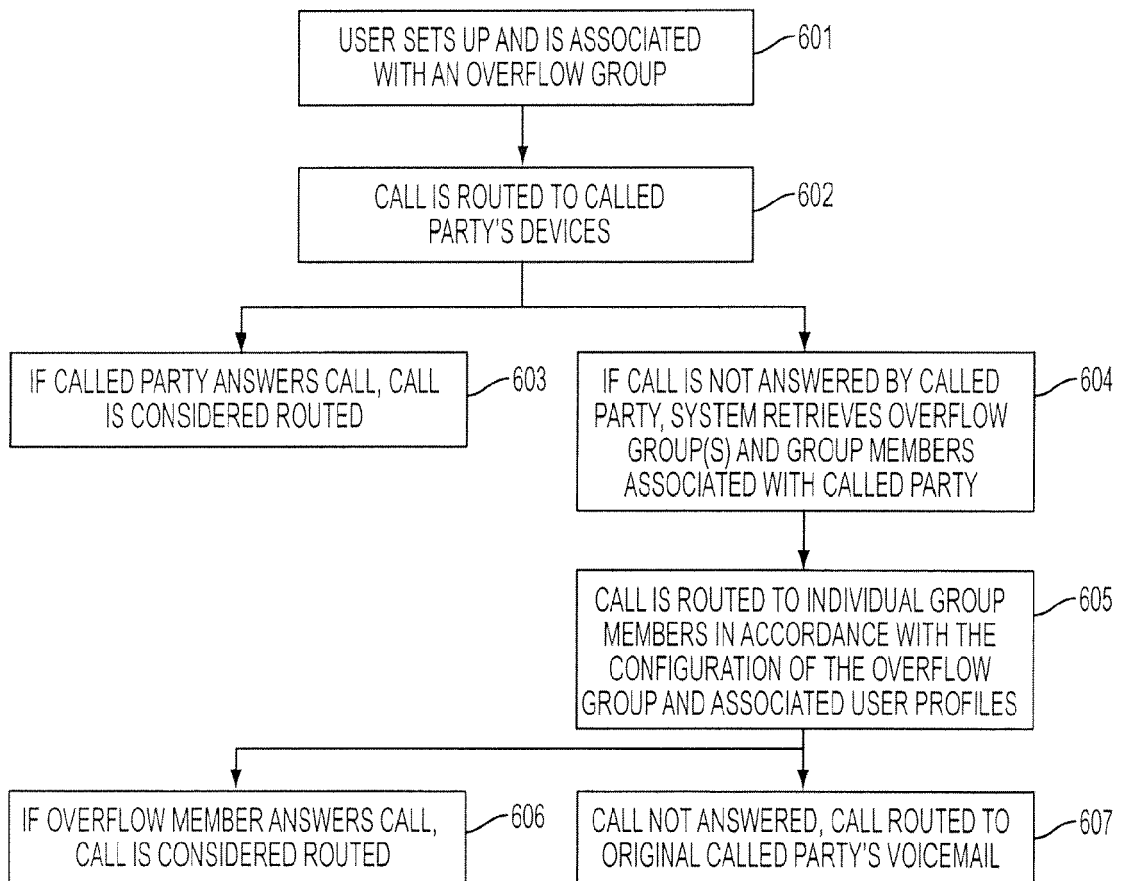 USER SETS UP AND IS ASSOCIATED
WITH AN OVERFLOW GROUP
601
CALL IS ROUTED TO CALLED
PARTY'S DEVICES
602
IF CALLED PARTY ANSWERS CALL, CALL
IS CONSIDERED ROUTED
603
IF CALL IS NOT ANSWERED BY CALLED
PARTY, SYSTEM RETRIEVES OVERFLOW
GROUP(S) AND GROUP MEMBERS
ASSOCIATED WITH CALLED PARTY
604
CALL IS ROUTED TO INDIVIDUAL GROUP
MEMBERS IN ACCORDANCE WITH THE
CONFIGURATION OF THE OVERFLOW
GROUP AND ASSOCIATED USER PROFILES
605
IF OVERFLOW MEMBER ANSWERS CALL,
CALL IS CONSIDERED ROUTED
606
CALL NOT ANSWERED, CALL ROUTED TO
ORIGINAL CALLED PARTY'S VOICEMAIL
607